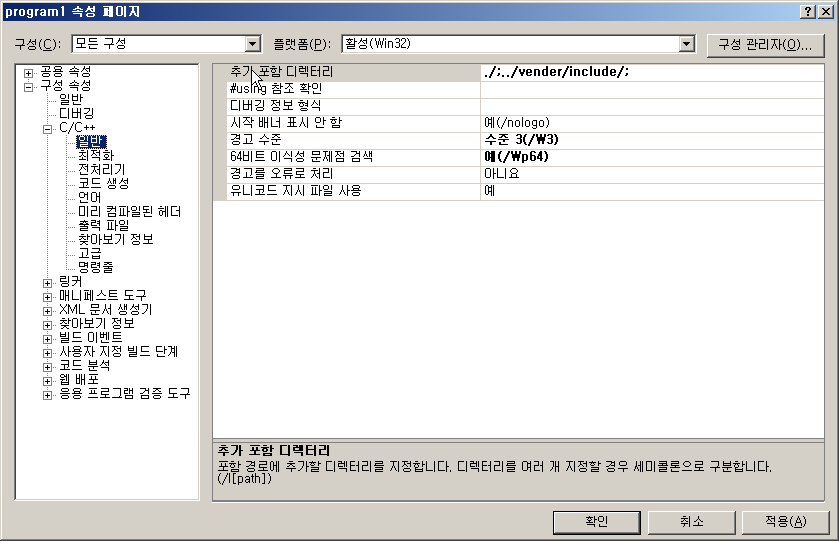 program1 속성 페이지
구성(C): 모든 구성 플랫폼(P): 활성(Win32) 구성 관리자(O)...
공용 속성
구성 속성
일반
디버깅
C/C++
일반
최적화
전처리기
코드 생성
언어
미리 컴파일된 헤더
출력 파일
찾아보기 정보
고급
명령줄
링커
매니페스트 도구
XML 문서 생성기
찾아보기 정보
빌드 이벤트
사용자 지정 빌드 단계
코드 분석
웹 배포
응용 프로그램 검증 도구
추가 포함 디렉터리 ./;../vender/include/;
#using 참조 확인
디버깅 정보 형식
시작 배너 표시 안 함 예(/nologo)
경고 수준 수준 3(/₩3)
64비트 이식성 문제점 검색 예(/₩p64)
경고를 오류로 처리 아니요
유니코드 지시 파일 사용 예
추가 포함 디렉터리
포함 경로에 추가할 디렉터리를 지정합니다. 디렉터리를 여러 개 지정할 경우 세미콜론으로 구분합니다.
(/I[path])
확인 취소 적용(A)